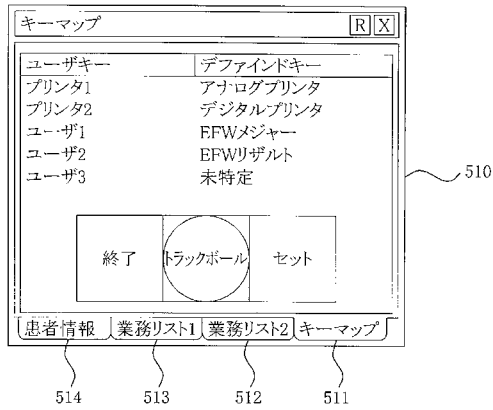 キーマップ R X
ユーザキー デファインドキー
プリンタ1 アナログプリンタ
プリンタ2 デジタルプリンタ
ユーザ1 EFWメジャー
ユーザ2 EFWリザルト
ユーザ3 未特定
510
終了 トラックボール セット
患者情報 業務リスト1 業務リスト2 キーマップ
514 513 512 511